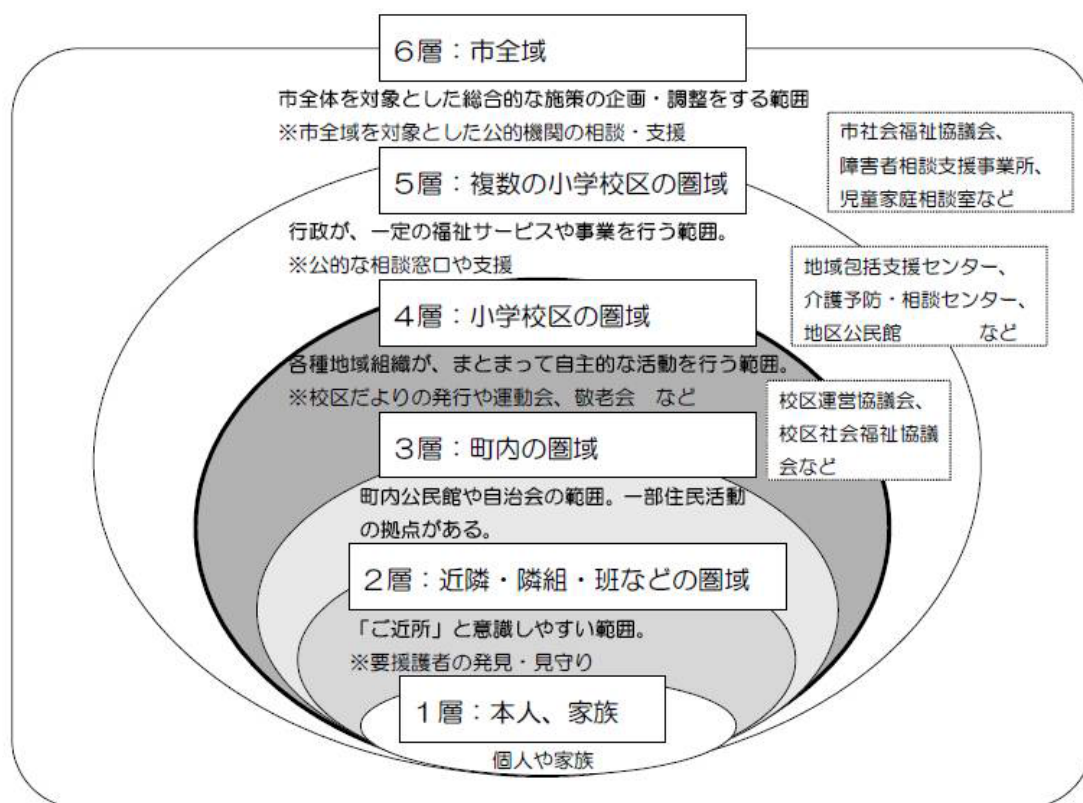 6層：市全域
市全体を対象とした総合的な施策の企画・調整をする範囲
※市全域を対象とした公的機関の相談・支援
市社会福祉協議会、
障害者相談支援事業所、
児童家庭相談室など
5層：複数の小学校区の圏域
行政が、一定の福祉サービスや事業を行う範囲。
※公的な相談窓口や支援
地域包括支援センター、
介護予防・相談センター、
地区公民館　　　など
4層：小学校区の圏域
各種地域組織が、まとまって自主的な活動を行う範囲。
※校区だよりの発行や運動会、敬老会　など
校区運営協議会、
校区社会福祉協議
会など
3層：町内の圏域
町内公民館や自治会の範囲。一部住民活動
の拠点がある。
2層：近隣・隣組・班などの圏域
「ご近所」と意識しやすい範囲。
※要援護者の発見・見守り
1層：本人、家族
個人や家族